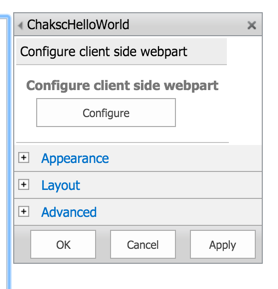 ChakscHelloWorld
Configure client side webpart
Configure client side webpart
Configure
Appearance
Layout
Advanced
OK Cancel Apply